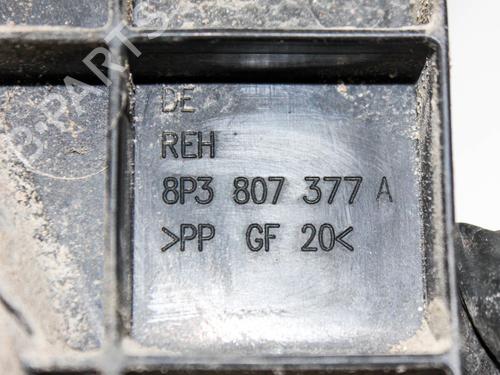 B-PARTS
DE
REH
8P3 807 377 A
>PP GF 20<